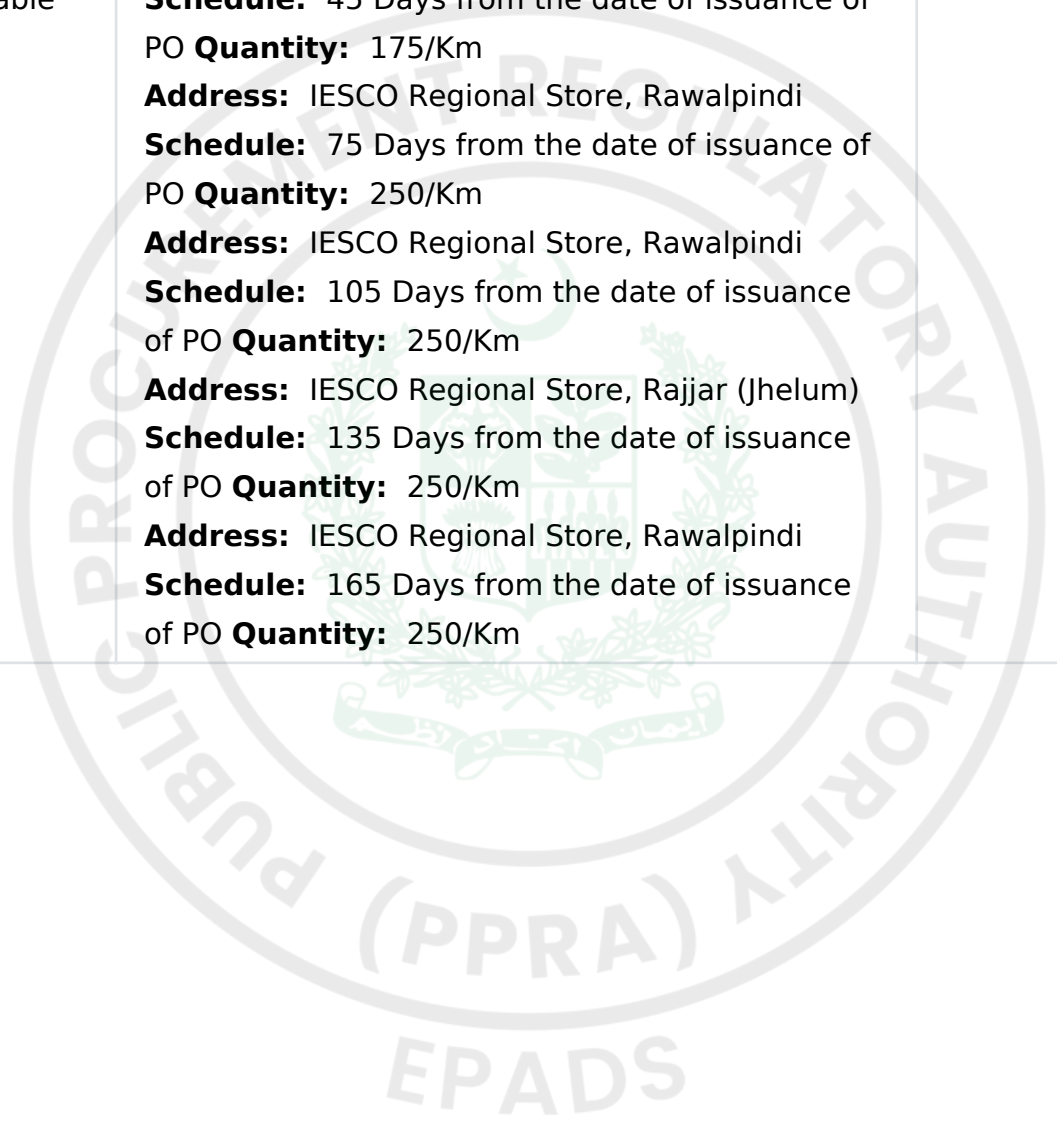 able
Schedule: 45 Days from the date of issuance of
PO Quantity: 175/Km
Address: IESCO Regional Store, Rawalpindi
Schedule: 75 Days from the date of issuance of
PO Quantity: 250/Km
Address: IESCO Regional Store, Rawalpindi
Schedule: 105 Days from the date of issuance
of PO Quantity: 250/Km
Address: IESCO Regional Store, Rajjar (Jhelum)
Schedule: 135 Days from the date of issuance
of PO Quantity: 250/Km
Address: IESCO Regional Store, Rawalpindi
Schedule: 165 Days from the date of issuance
of PO Quantity: 250/Km
PUBLIC PROCUREMENT REGULATORY AUTHORITY
(PPRA)
EPADS